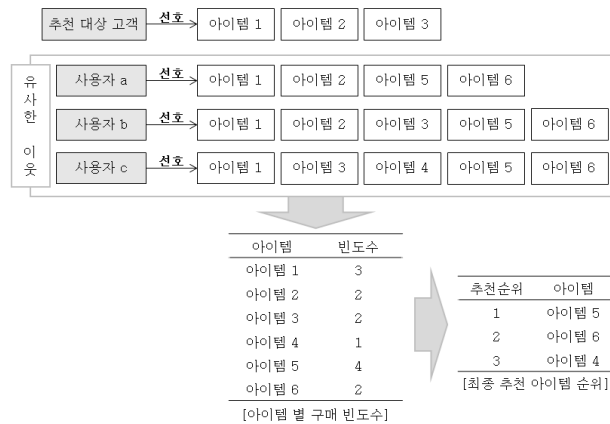 추천 대상 고객 선호 아이템 1 아이템 2 아이템 3
유사한 이웃
사용자 a 선호 아이템 1 아이템 2 아이템 5 아이템 6
사용자 b 선호 아이템 1 아이템 2 아이템 3 아이템 5 아이템 6
사용자 c 선호 아이템 1 아이템 3 아이템 4 아이템 5 아이템 6
아이템 빈도수
아이템 1 3
아이템 2 2
아이템 3 2
아이템 4 1
아이템 5 4
아이템 6 2
[아이템 별 구매 빈도수]
추천순위 아이템
1 아이템 5
2 아이템 6
3 아이템 4
[최종 추천 아이템 순위]